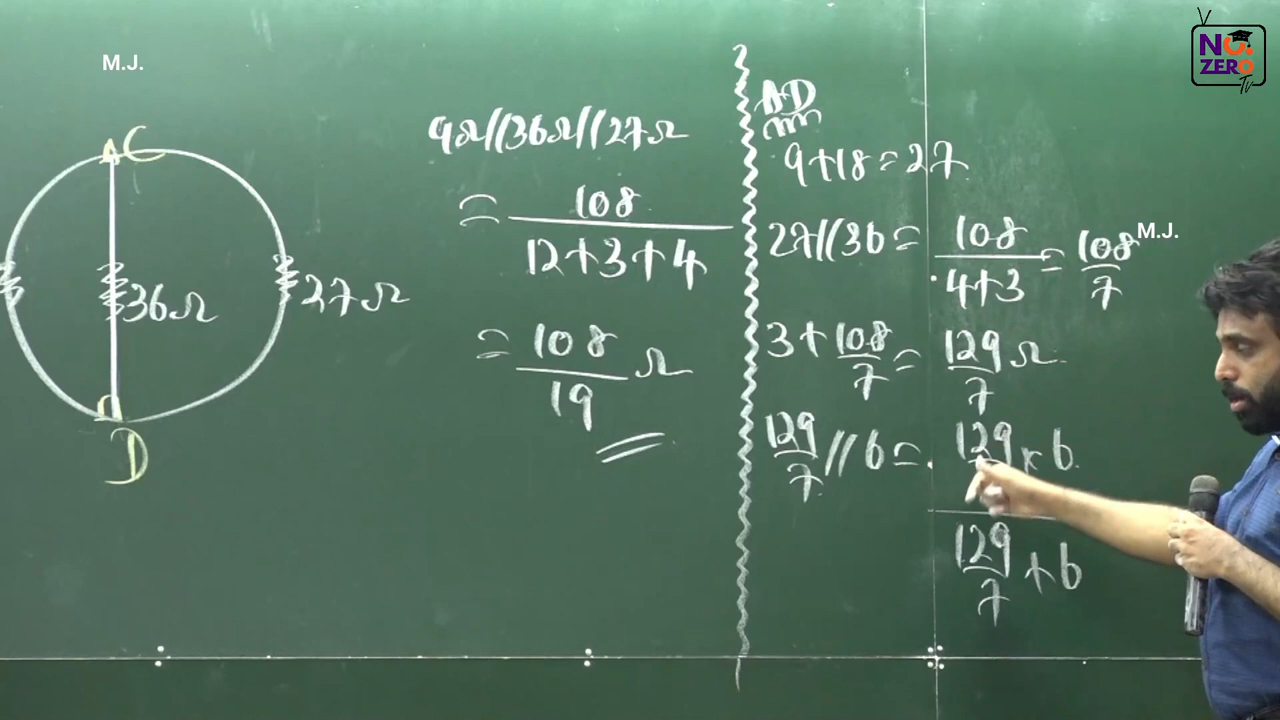 M.J.
NO.
ZERO
TV
C
36Ω
27Ω
D
9Ω//36Ω//27Ω
= 108
12+3+4
= 108 Ω
19
AD
9+18=27
27//36 = 108 = 108
4+3 7
M.J.
3+108 = 129 Ω
7 7
129 // 6 = 129 × 6
7
129 + 6
7